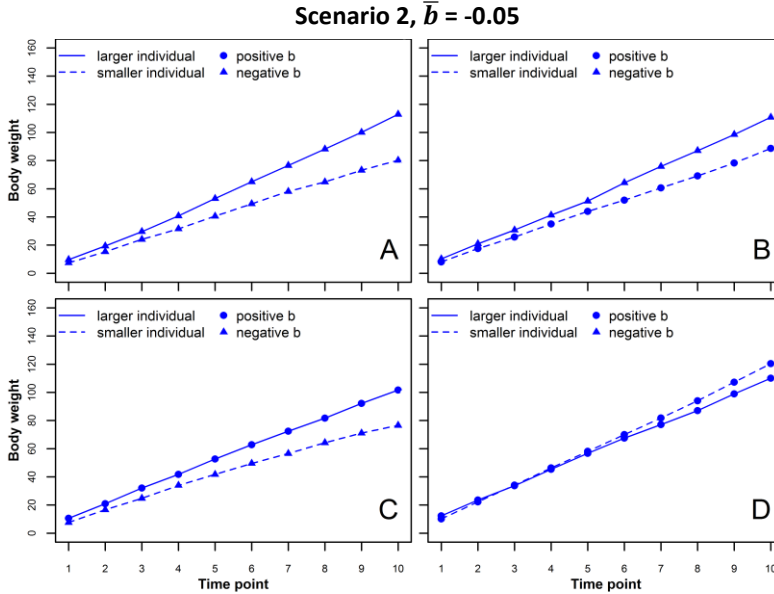 Scenario 2, b̅ = -0.05
160
140
120
100
80
60
40
20
0
Body weight
larger individual
smaller individual
positive b
negative b
A
larger individual
smaller individual
positive b
negative b
B
160
140
120
100
80
60
40
20
0
Body weight
larger individual
smaller individual
positive b
negative b
C
larger individual
smaller individual
positive b
negative b
D
1 2 3 4 5 6 7 8 9 10
Time point
1 2 3 4 5 6 7 8 9 10
Time point